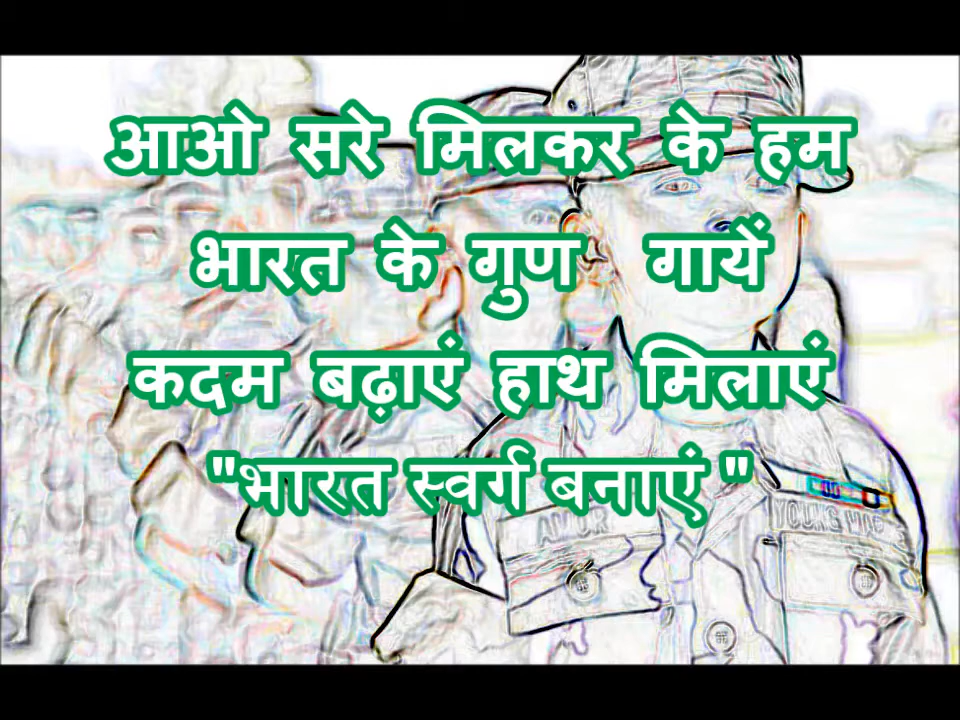 आओ सरे मिलकर के हम
भारत के गुण गायें
कदम बढ़ाएं हाथ मिलाएं
"भारत स्वर्ग बनाएं "